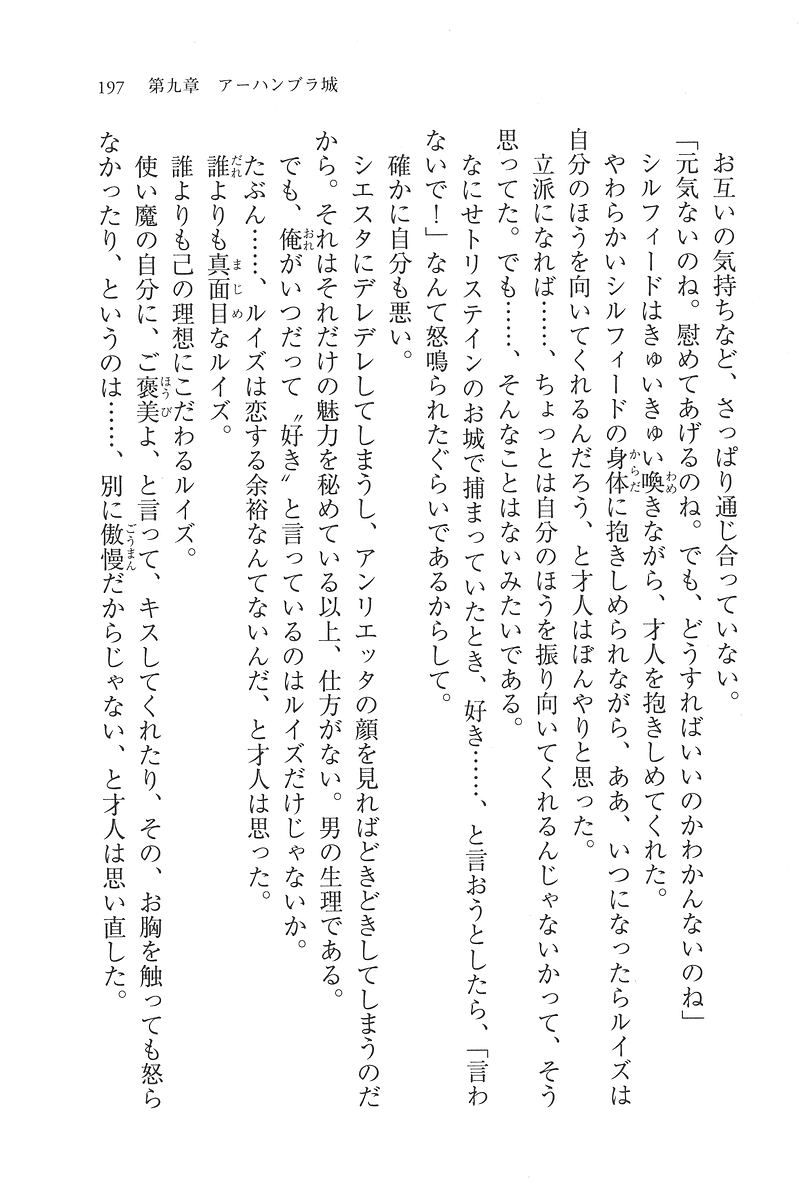 197　第九章　アーハンブラ城
お互いの気持ちなど、さっぱり通じ合っていない。
「元気ないのね。慰めてあげるのね。でも、どうすればいいのかわかんないのね」
シルフィードはきゅいきゅい喚きながら、才人を抱きしめてくれた。
やわらかいシルフィードの身体に抱きしめられながら、ああ、いつになったらルイズは
自分のほうを向いてくれるんだろう、と才人はぼんやりと思った。
立派になれば……、ちょっとは自分のほうを振り向いてくれるんじゃないかって、そう
思ってた。でも……、そんなことはないみたいである。
なにせトリステインのお城で捕まっていたとき、好き……、と言おうとしたら、「言わ
ないで！」なんて怒鳴られたぐらいであるからして。
確かに自分も悪い。
シエスタにデレデレしてしまうし、アンリエッタの顔を見ればどきどきしてしまうのだ
から。それはそれだけの魅力を秘めている以上、仕方がない。男の生理である。
でも、俺がいつだって〝好き〟と言っているのはルイズだけじゃないか。
たぶん……、ルイズは恋する余裕なんてないんだ、と才人は思った。
誰よりも真面目なルイズ。
誰よりも己の理想にこだわるルイズ。
使い魔の自分に、ご褒美よ、と言って、キスしてくれたり、その、お胸を触っても怒ら
なかったり、というのは……、別に傲慢だからじゃない、と才人は思い直した。